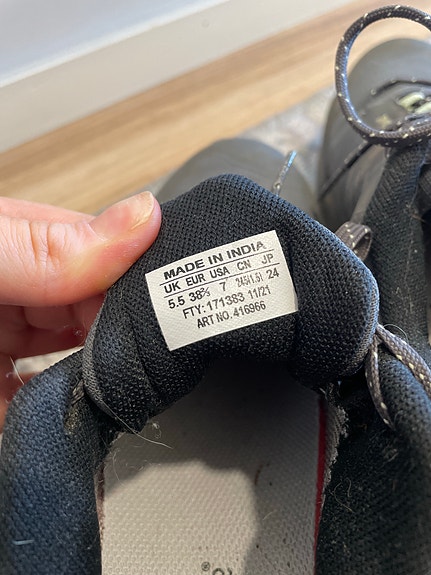 MADE IN INDIA
UK EUR USA CN JP
5.5 38⅔ 7 245(1.5) 24
FTY: 171383 11/21
ART NO. 416966